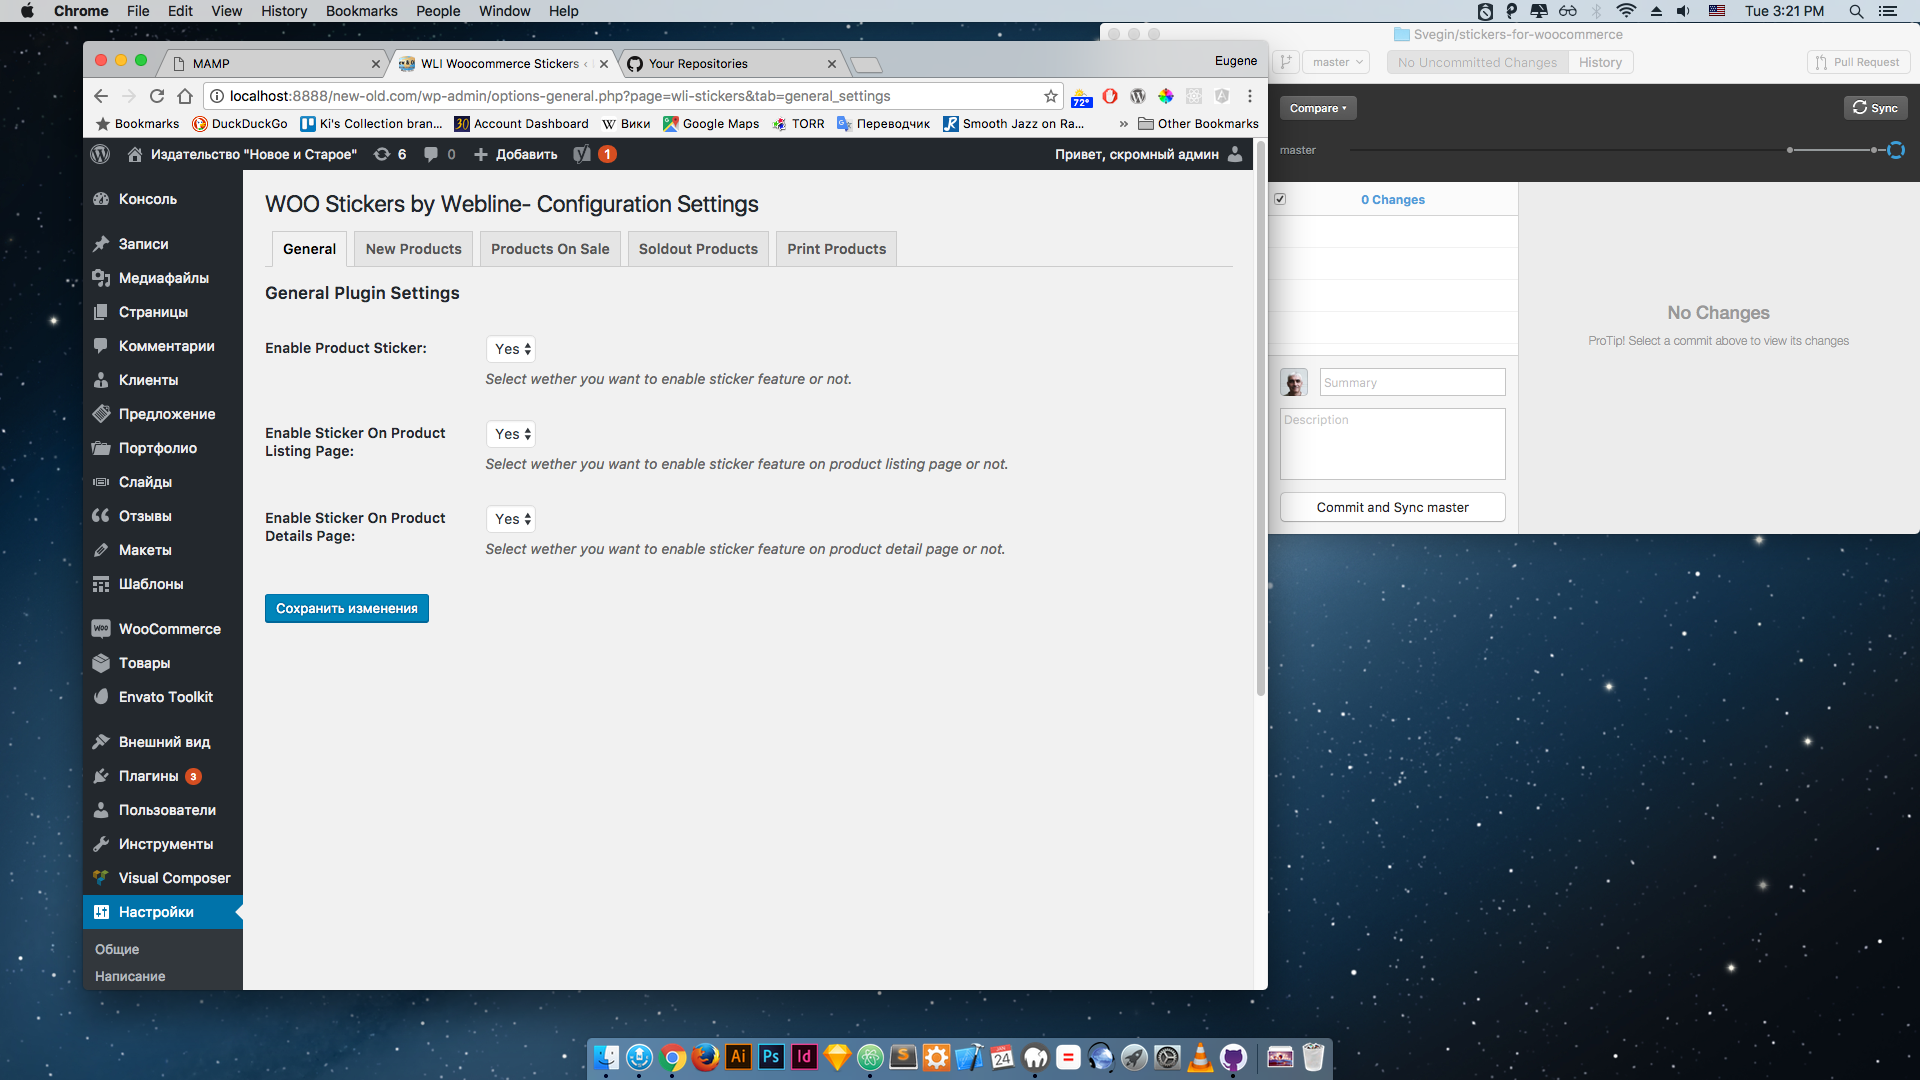 Chrome File Edit View History Bookmarks People Window Help
Tue 3:21 PM
MAMP
WLI Woocommerce Stickers ‹
Your Repositories
Eugene
localhost:8888/new-old.com/wp-admin/options-general.php?page=wli-stickers&tab=general_settings
72°
Bookmarks DuckDuckGo Ki's Collection bran... Account Dashboard Вики Google Maps TORR Переводчик Smooth Jazz on Ra... » Other Bookmarks
Издательство "Новое и Старое" 6 0 Добавить 1
Привет, скромный админ
Консоль
Записи
Медиафайлы
Страницы
Комментарии
Клиенты
Предложение
Портфолио
Слайды
Отзывы
Макеты
Шаблоны
WooCommerce
Товары
Envato Toolkit
Внешний вид
Плагины 3
Пользователи
Инструменты
Visual Composer
Настройки
Общие
Написание
WOO Stickers by Webline- Configuration Settings
General
New Products
Products On Sale
Soldout Products
Print Products
General Plugin Settings
Enable Product Sticker:
Yes
Select wether you want to enable sticker feature or not.
Enable Sticker On Product
Listing Page:
Yes
Select wether you want to enable sticker feature on product listing page or not.
Enable Sticker On Product
Details Page:
Yes
Select wether you want to enable sticker feature on product detail page or not.
Сохранить изменения
Svegin/stickers-for-woocommerce
master
No Uncommitted Changes
History
Pull Request
Compare
Sync
master
0 Changes
No Changes
ProTip! Select a commit above to view its changes
Summary
Description
Commit and Sync master
Ai
Ps
Id
S
24